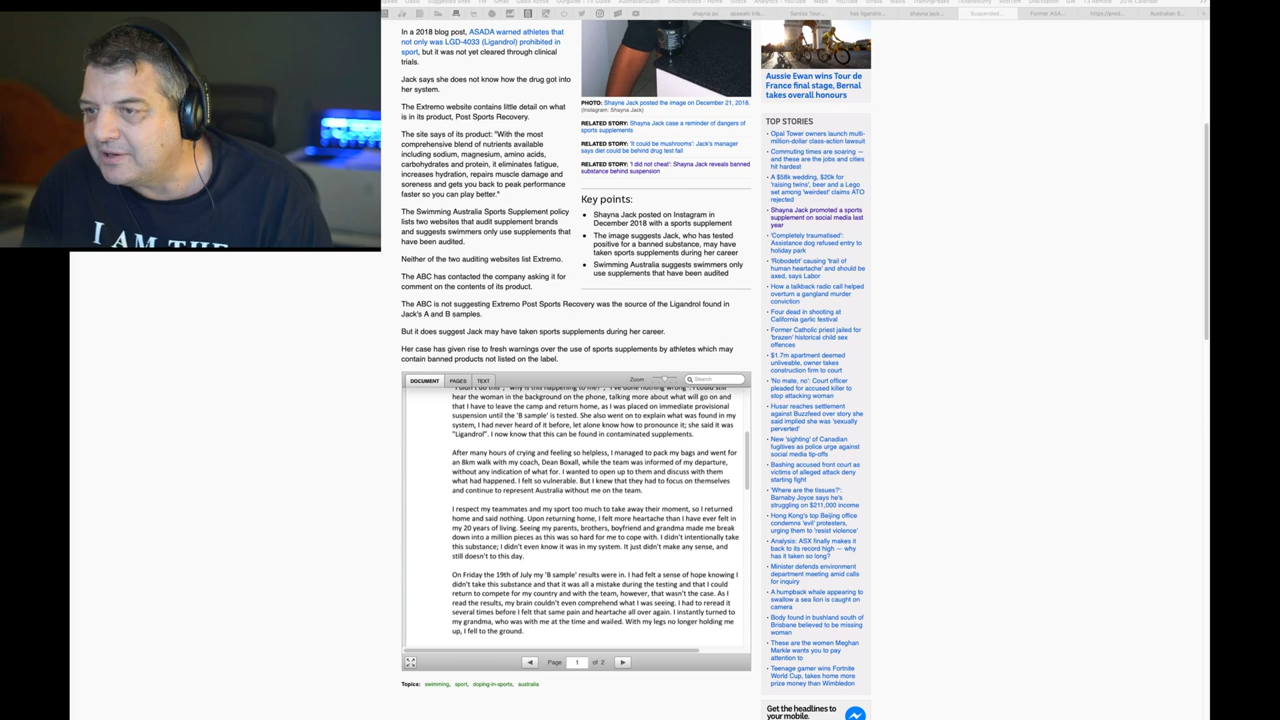 I AM THE
In a 2018 blog post, ASADA warned athletes that
not only was LGD-4033 (Ligandrol) prohibited in
sport, but it was not yet cleared through clinical
trials.
Jack says she does not know how the drug got into
her system.
The Extremo website contains little detail on what
is in its product, Post Sports Recovery.
The site says of its product: "With the most
comprehensive blend of nutrients available
including sodium, magnesium, amino acids,
carbohydrates and protein, it eliminates fatigue,
increases hydration, repairs muscle damage and
soreness and gets you back to peak performance
faster so you can play better."
The Swimming Australia Sports Supplement policy
lists two websites that audit supplement brands
and suggests swimmers only use supplements that
have been audited.
Neither of the two auditing websites list Extremo.
The ABC has contacted the company asking it for
comment on the contents of its product.
The ABC is not suggesting Extremo Post Sports Recovery was the source of the Ligandrol found in
Jack's A and B samples.
But it does suggest Jack may have taken sports supplements during her career.
Her case has given rise to fresh warnings over the use of sports supplements by athletes which may
contain banned products not listed on the label.
PHOTO: Shayne Jack posted the image on December 21, 2018.
(Instagram: Shayna Jack)
RELATED STORY: Shayna Jack case a reminder of dangers of
sports supplements
RELATED STORY: 'It could be mushrooms': Jack's manager
says diet could be behind drug test fail
RELATED STORY: 'I did not cheat': Shayna Jack reveals banned
substance behind suspension
Key points:
• Shayna Jack posted on Instagram in
December 2018 with a sports supplement
• The image suggests Jack, who has tested
positive for a banned substance, may have
taken sports supplements during her career
• Swimming Australia suggests swimmers only
use supplements that have been audited
DOCUMENT PAGES TEXT Zoom Search
hear the woman in the background on the phone, talking more about what will go on and
that I have to leave the camp and return home, as I was placed on immediate provisional
suspension until the 'B sample' is tested. She also went on to explain what was found in my
system, I had never heard of it before, let alone know how to pronounce it; she said it was
"Ligandrol". I now know that this can be found in contaminated supplements.
After many hours of crying and feeling so helpless, I managed to pack my bags and went for
an 8km walk with my coach, Dean Boxall, while the team was informed of my departure,
without any indication of what for. I wanted to open up to them and discuss with them
what had happened. I felt so vulnerable. But I knew that they had to focus on themselves
and continue to represent Australia without me on the team.
I respect my teammates and my sport too much to take away their moment, so I returned
home and said nothing. Upon returning home, I felt more heartache than I have ever felt in
my 20 years of living. Seeing my parents, brothers, boyfriend and grandma made me break
down into a million pieces as this was so hard for me to cope with. I didn't intentionally take
this substance; I didn't even know it was in my system. It just didn't make any sense, and
still doesn't to this day.
On Friday the 19th of July my 'B sample' results were in. I had felt a sense of hope knowing I
didn't take this substance and that it was all a mistake during the testing and that I could
return to compete for my country and with the team, however, that wasn't the case. As I
read the results, my brain couldn't even comprehend what I was seeing. I had to reread it
several times before I felt that same pain and heartache all over again. I instantly turned to
my grandma, who was with me at the time and wailed. With my legs no longer holding me
up, I fell to the ground.
Page 1 of 2
Topics: swimming, sport, doping-in-sports, australia
Aussie Ewan wins Tour de
France final stage, Bernal
takes overall honours
TOP STORIES
• Opal Tower owners launch multi-
million-dollar class-action lawsuit
• Commuting times are soaring —
and these are the jobs and cities
hit hardest
• A $58k wedding, $20k for
'raising twins', beer and a Lego
set among 'weirdest' claims ATO
rejected
• Shayna Jack promoted a sports
supplement on social media last
year
• 'Completely traumatised':
Assistance dog refused entry to
holiday park
• 'Robodebt' causing 'trail of
human heartache' and should be
axed, says Labor
• How a talkback radio call helped
overturn a gangland murder
conviction
• Four dead in shooting at
California garlic festival
• Former Catholic priest jailed for
'brazen' historical child sex
offences
• $1.7m apartment deemed
unliveable, owner takes
construction firm to court
• 'No mate, no': Court officer
pleaded for accused killer to
stop attacking woman
• Husar reaches settlement
against Buzzfeed over story she
said implied she was 'sexually
perverted'
• New 'sighting' of Canadian
fugitives as police urge against
social media tip-offs
• Bashing accused front court as
victims of alleged attack deny
starting fight
• 'Where are the tissues?':
Barnaby Joyce says he's
struggling on $211,000 income
• Hong Kong's top Beijing office
condemns 'evil' protesters,
urging them to 'resist violence'
• Analysis: ASX finally makes it
back to its record high — why
has it taken so long?
• Minister defends environment
department meeting amid calls
for inquiry
• A humpback whale appearing to
swallow a sea lion is caught on
camera
• Body found in bushland south of
Brisbane believed to be missing
woman
• These are the women Meghan
Markle wants you to pay
attention to
• Teenage gamer wins Fortnite
World Cup, takes home more
prize money than Wimbledon
Get the headlines to
your mobile.